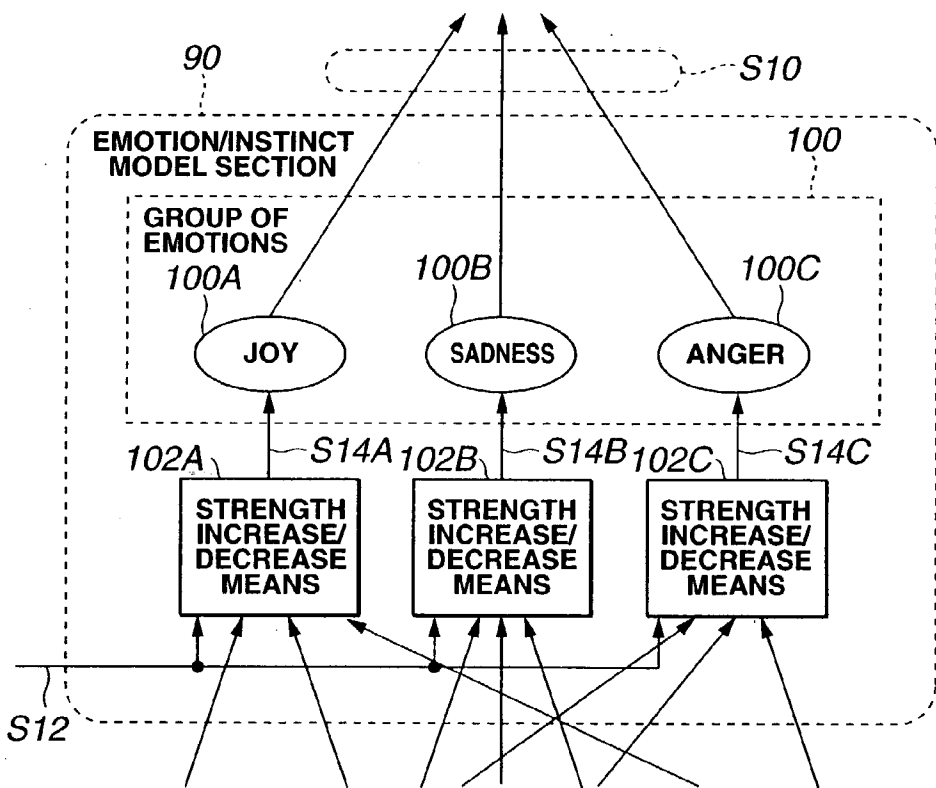 90
S10
EMOTION/INSTINCT
MODEL SECTION
100
GROUP OF
EMOTIONS
100A
100B
100C
JOY
SADNESS
ANGER
102A
S14A
102B
S14B
102C
S14C
STRENGTH
INCREASE/
DECREASE
MEANS
STRENGTH
INCREASE/
DECREASE
MEANS
STRENGTH
INCREASE/
DECREASE
MEANS
S12